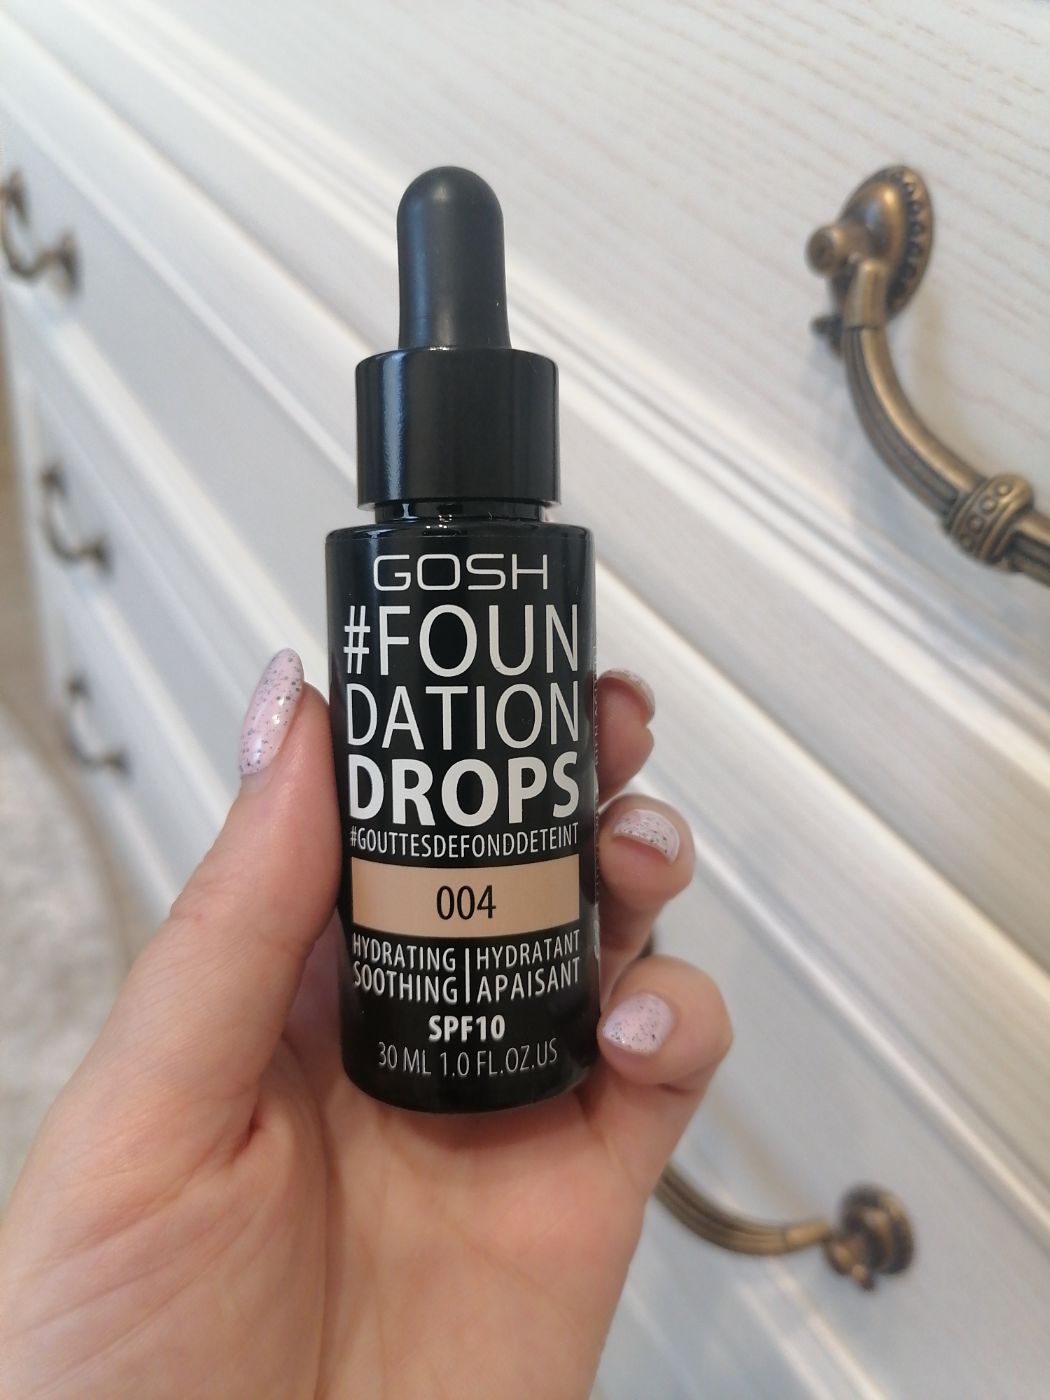 GOSH
#FOUN
DATION
DROPS
#GOUTTESDEFONDDETEINT
004
HYDRATING | HYDRATANT
SOOTHING | APAISANT
SPF10
30 ML 1.0 FL.OZ.US